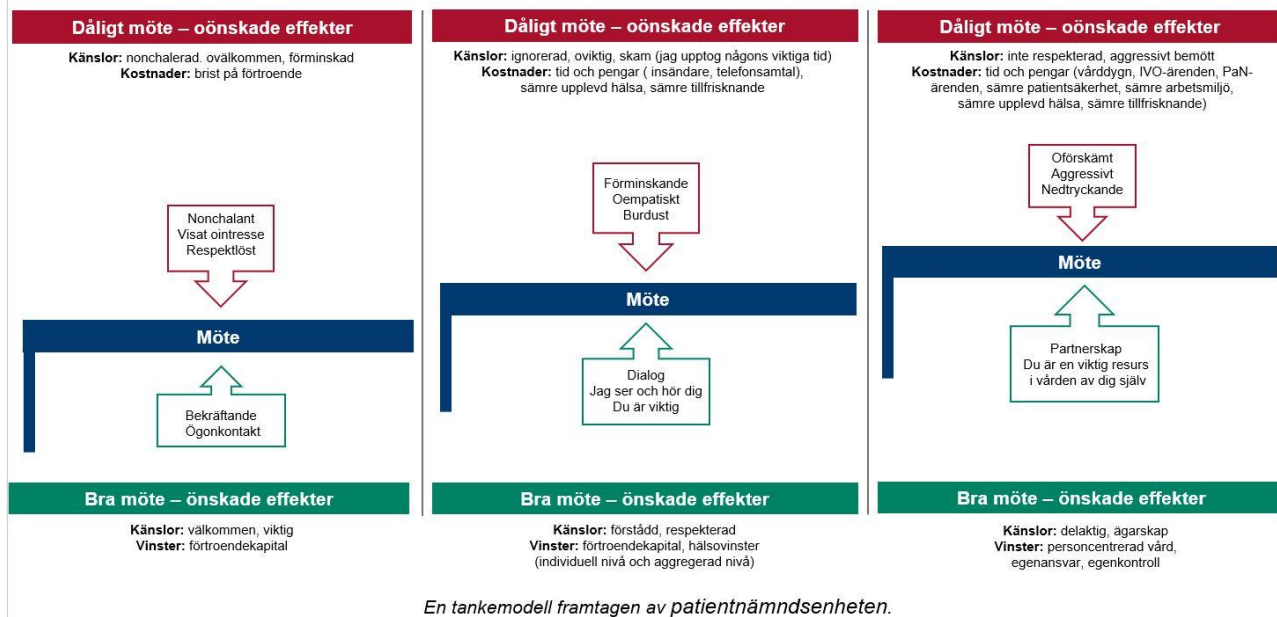 Dåligt möte – oönskade effekter
Känslor: nonchalerad. ovälkommen, förminskad
Kostnader: brist på förtroende
Nonchalant
Visat ointresse
Respektlöst
Möte
Bekräftande
Ögonkontakt
Bra möte – önskade effekter
Känslor: välkommen, viktig
Vinster: förtroendekapital
Dåligt möte – oönskade effekter
Känslor: ignorerad, oviktig, skam (jag upptog någons viktiga tid)
Kostnader: tid och pengar ( insändare, telefonsamtal),
sämre upplevd hälsa, sämre tillfrisknande
Förminskande
Oempatiskt
Burdust
Möte
Dialog
Jag ser och hör dig
Du är viktig
Bra möte – önskade effekter
Känslor: förstådd, respekterad
Vinster: förtroendekapital, hälsovinster
(individuell nivå och aggregerad nivå)
Dåligt möte – oönskade effekter
Känslor: inte respekterad, aggressivt bemött
Kostnader: tid och pengar (vårddygn, IVO-ärenden, PaN-
ärenden, sämre patientsäkerhet, sämre arbetsmiljö,
sämre upplevd hälsa, sämre tillfrisknande)
Oförskämt
Aggressivt
Nedtryckande
Möte
Partnerskap
Du är en viktig resurs
i vården av dig själv
Bra möte – önskade effekter
Känslor: delaktig, ägarskap
Vinster: personcentrerad vård,
egenansvar, egenkontroll
En tankemodell framtagen av patientnämndsenheten.